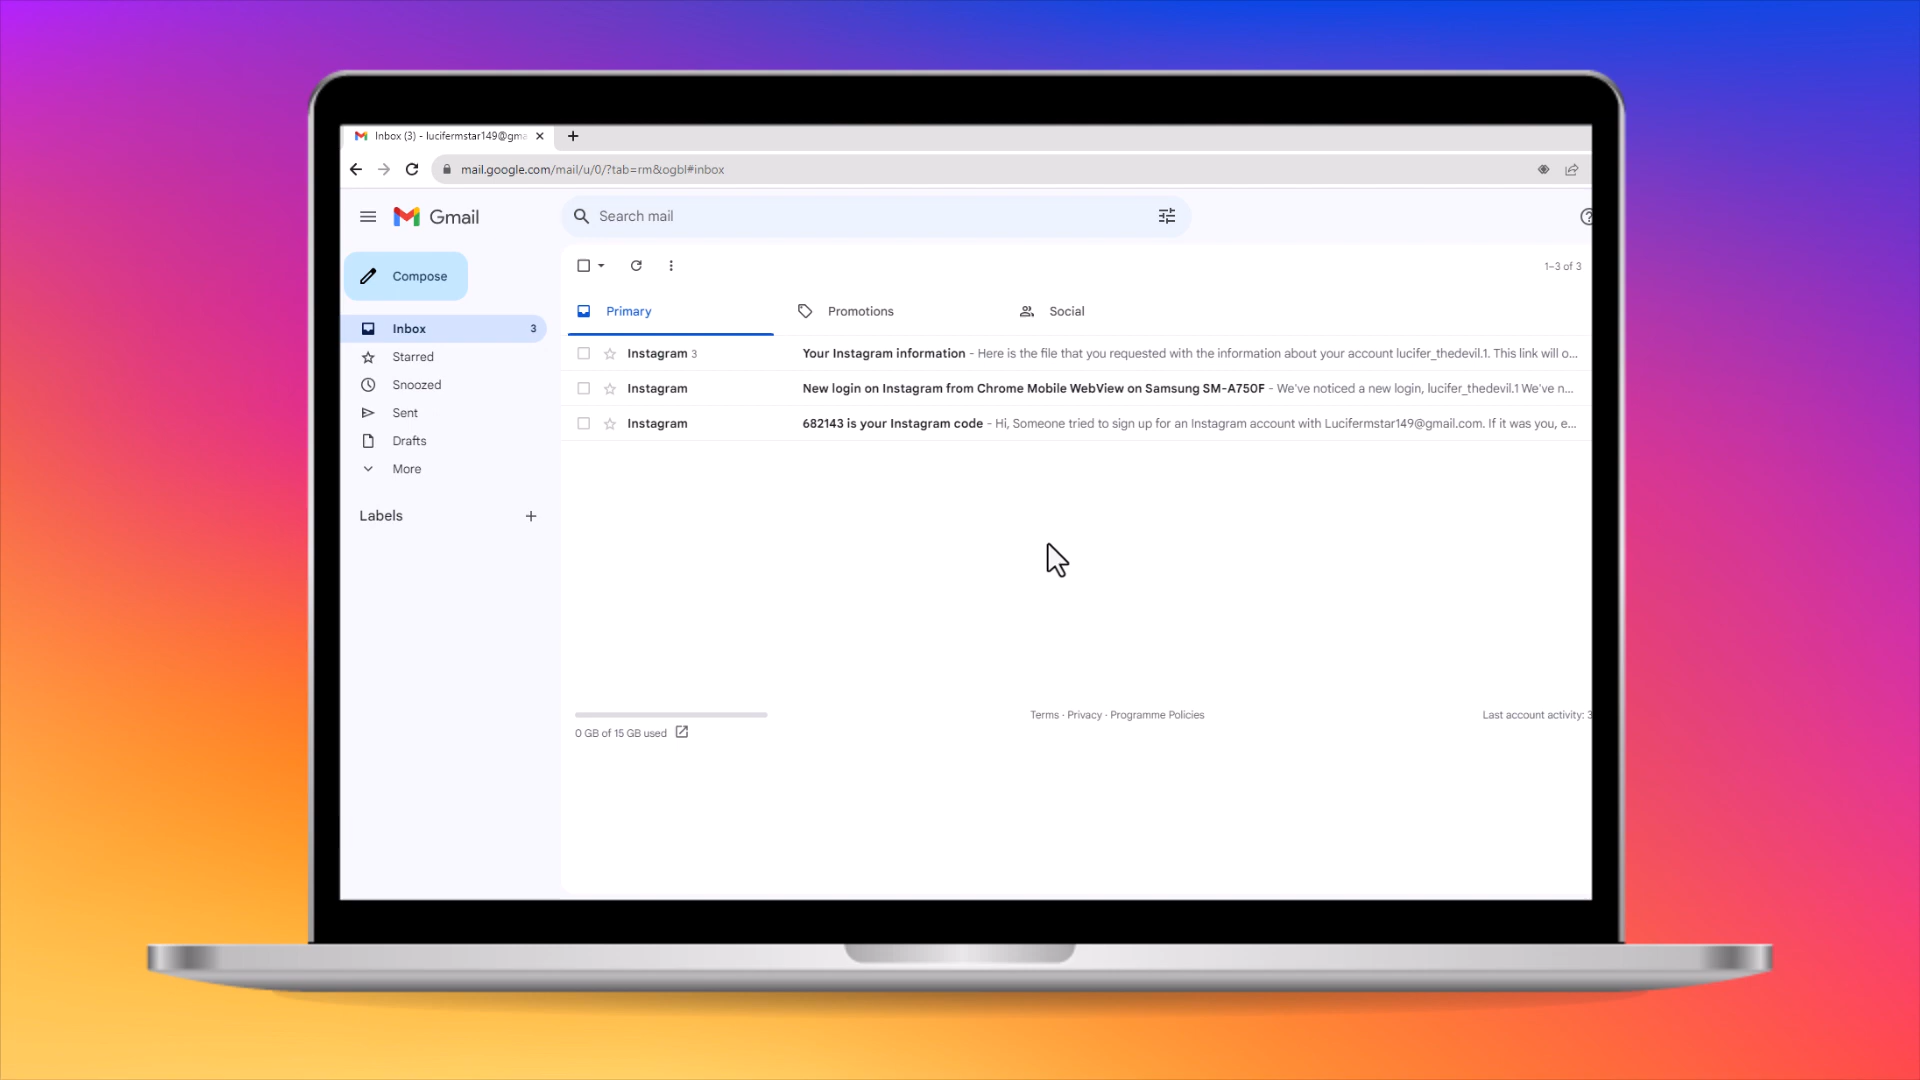 Inbox (3) - lucifermstar149@gma
mail.google.com/mail/u/0/?tab=rm&ogbl#inbox
Gmail
Search mail
Compose
1–3 of 3
Primary
Promotions
Social
Inbox 3
Starred
Snoozed
Sent
Drafts
More
Labels
Instagram 3 Your Instagram information - Here is the file that you requested with the information about your account lucifer_thedevil.1. This link will o...
Instagram New login on Instagram from Chrome Mobile WebView on Samsung SM-A750F - We've noticed a new login, lucifer_thedevil.1 We've n...
Instagram 682143 is your Instagram code - Hi, Someone tried to sign up for an Instagram account with Lucifermstar149@gmail.com. If it was you, e...
Terms · Privacy · Programme Policies
Last account activity: 3
0 GB of 15 GB used